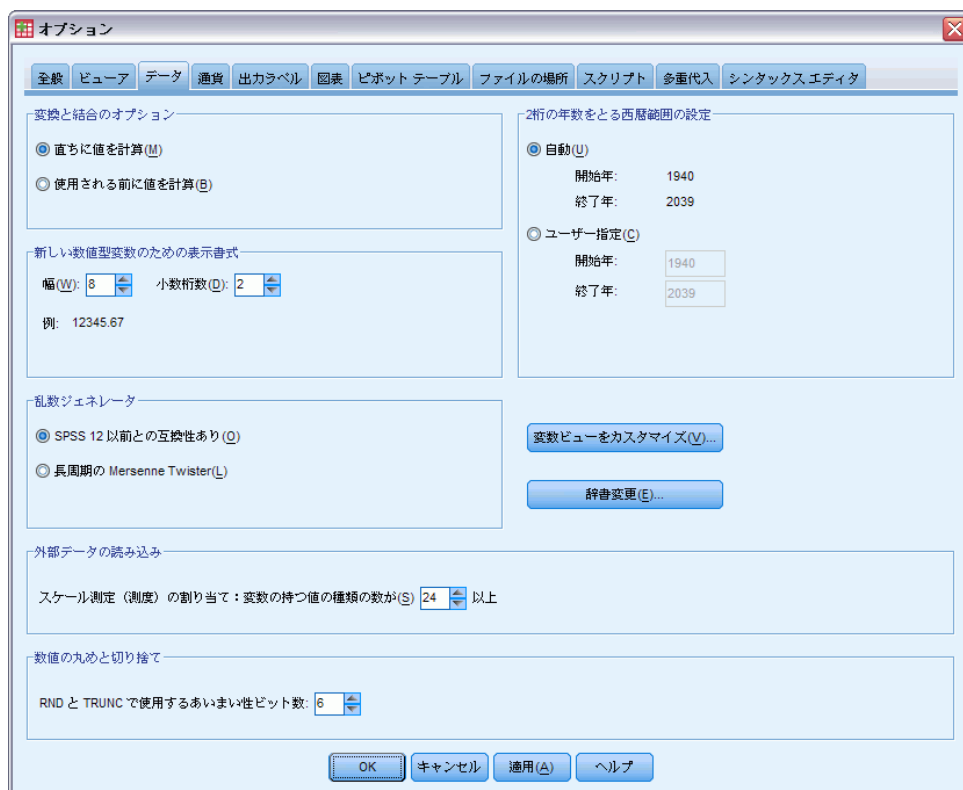 オプション
全般 ビューア データ 通貨 出力ラベル 図表 ピボット テーブル ファイルの場所 スクリプト 多重代入 シンタックス エディタ
変換と結合のオプション
直ちに値を計算(M)
使用される前に値を計算(B)
新しい数値型変数のための表示書式
幅(W): 8 小数桁数(D): 2
例: 12345.67
乱数ジェネレータ
SPSS 12 以前との互換性あり(O)
長周期の Mersenne Twister(L)
2桁の年数をとる西暦範囲の設定
自動(U)
開始年: 1940
終了年: 2039
ユーザー指定(C)
開始年: 1940
終了年: 2039
変数ビューをカスタマイズ(V)...
辞書変更(E)...
外部データの読み込み
スケール測定（測度）の割り当て：変数の持つ値の種類の数が(S) 24 以上
数値の丸めと切り捨て
RND と TRUNC で使用するあいまい性ビット数: 6
OK キャンセル 適用(A) ヘルプ